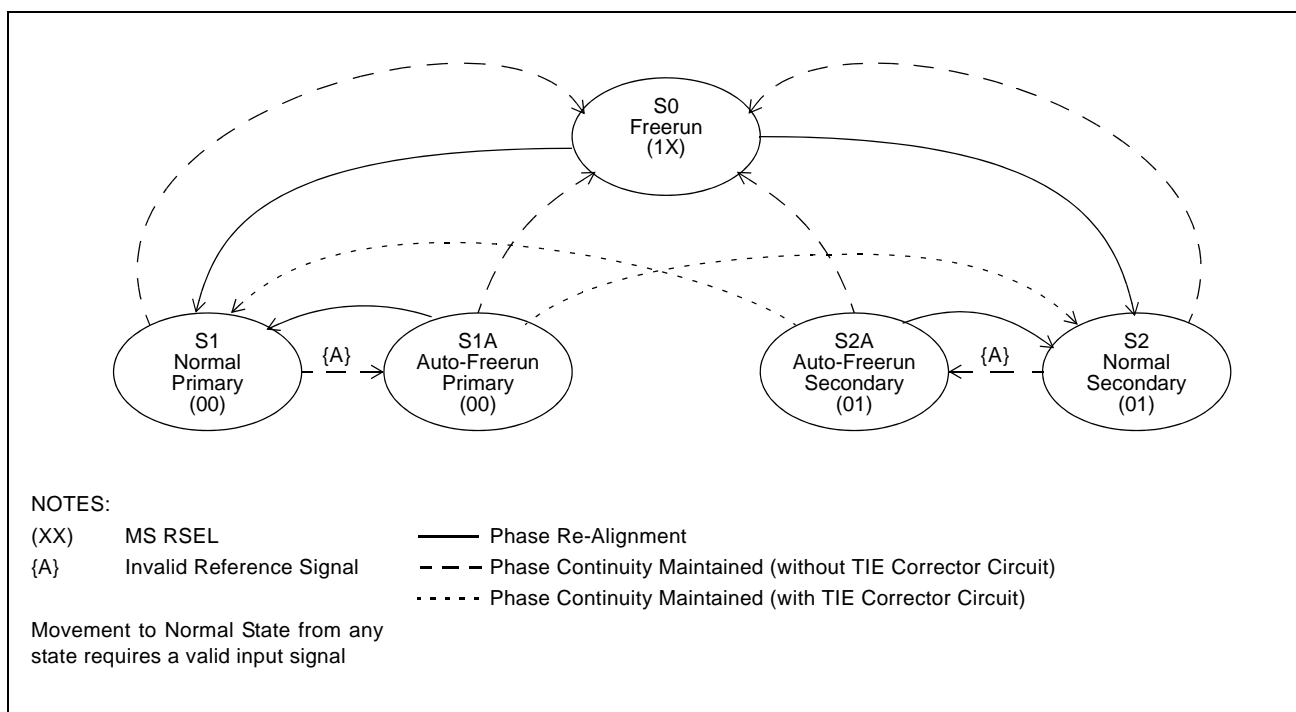 S0
Freerun
(1X)
S1
Normal
Primary
(00)
{A}
S1A
Auto-Freerun
Primary
(00)
S2A
Auto-Freerun
Secondary
(01)
{A}
S2
Normal
Secondary
(01)
NOTES:
(XX) MS RSEL
{A} Invalid Reference Signal
Movement to Normal State from any
state requires a valid input signal
Phase Re-Alignment
Phase Continuity Maintained (without TIE Corrector Circuit)
Phase Continuity Maintained (with TIE Corrector Circuit)